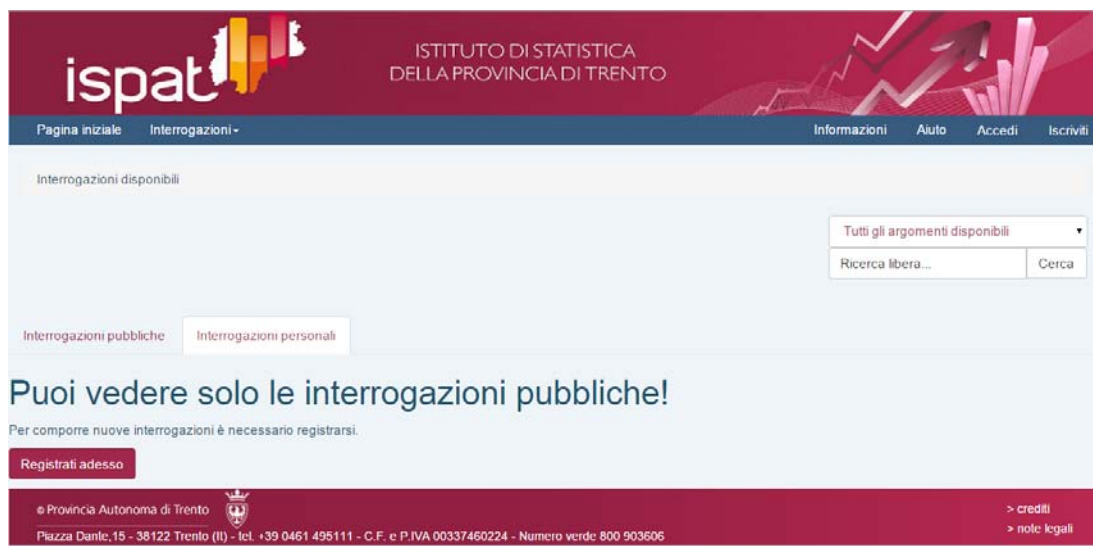 ispat
ISTITUTO DI STATISTICA
DELLA PROVINCIA DI TRENTO
Pagina iniziale Interrogazioni Informazioni Aiuto Accedi Iscriviti
Interrogazioni disponibili
Tutti gli argomenti disponibili
Ricerca libera... Cerca
Interrogazioni pubbliche Interrogazioni personali
Puoi vedere solo le interrogazioni pubbliche!
Per comporre nuove interrogazioni è necessario registrarsi.
Registrati adesso
© Provincia Autonoma di Trento > crediti
Piazza Dante,15 - 38122 Trento (It) - tel. +39 0461 495111 - C.F. e P.IVA 00337460224 - Numero verde 800 903606 > note legali